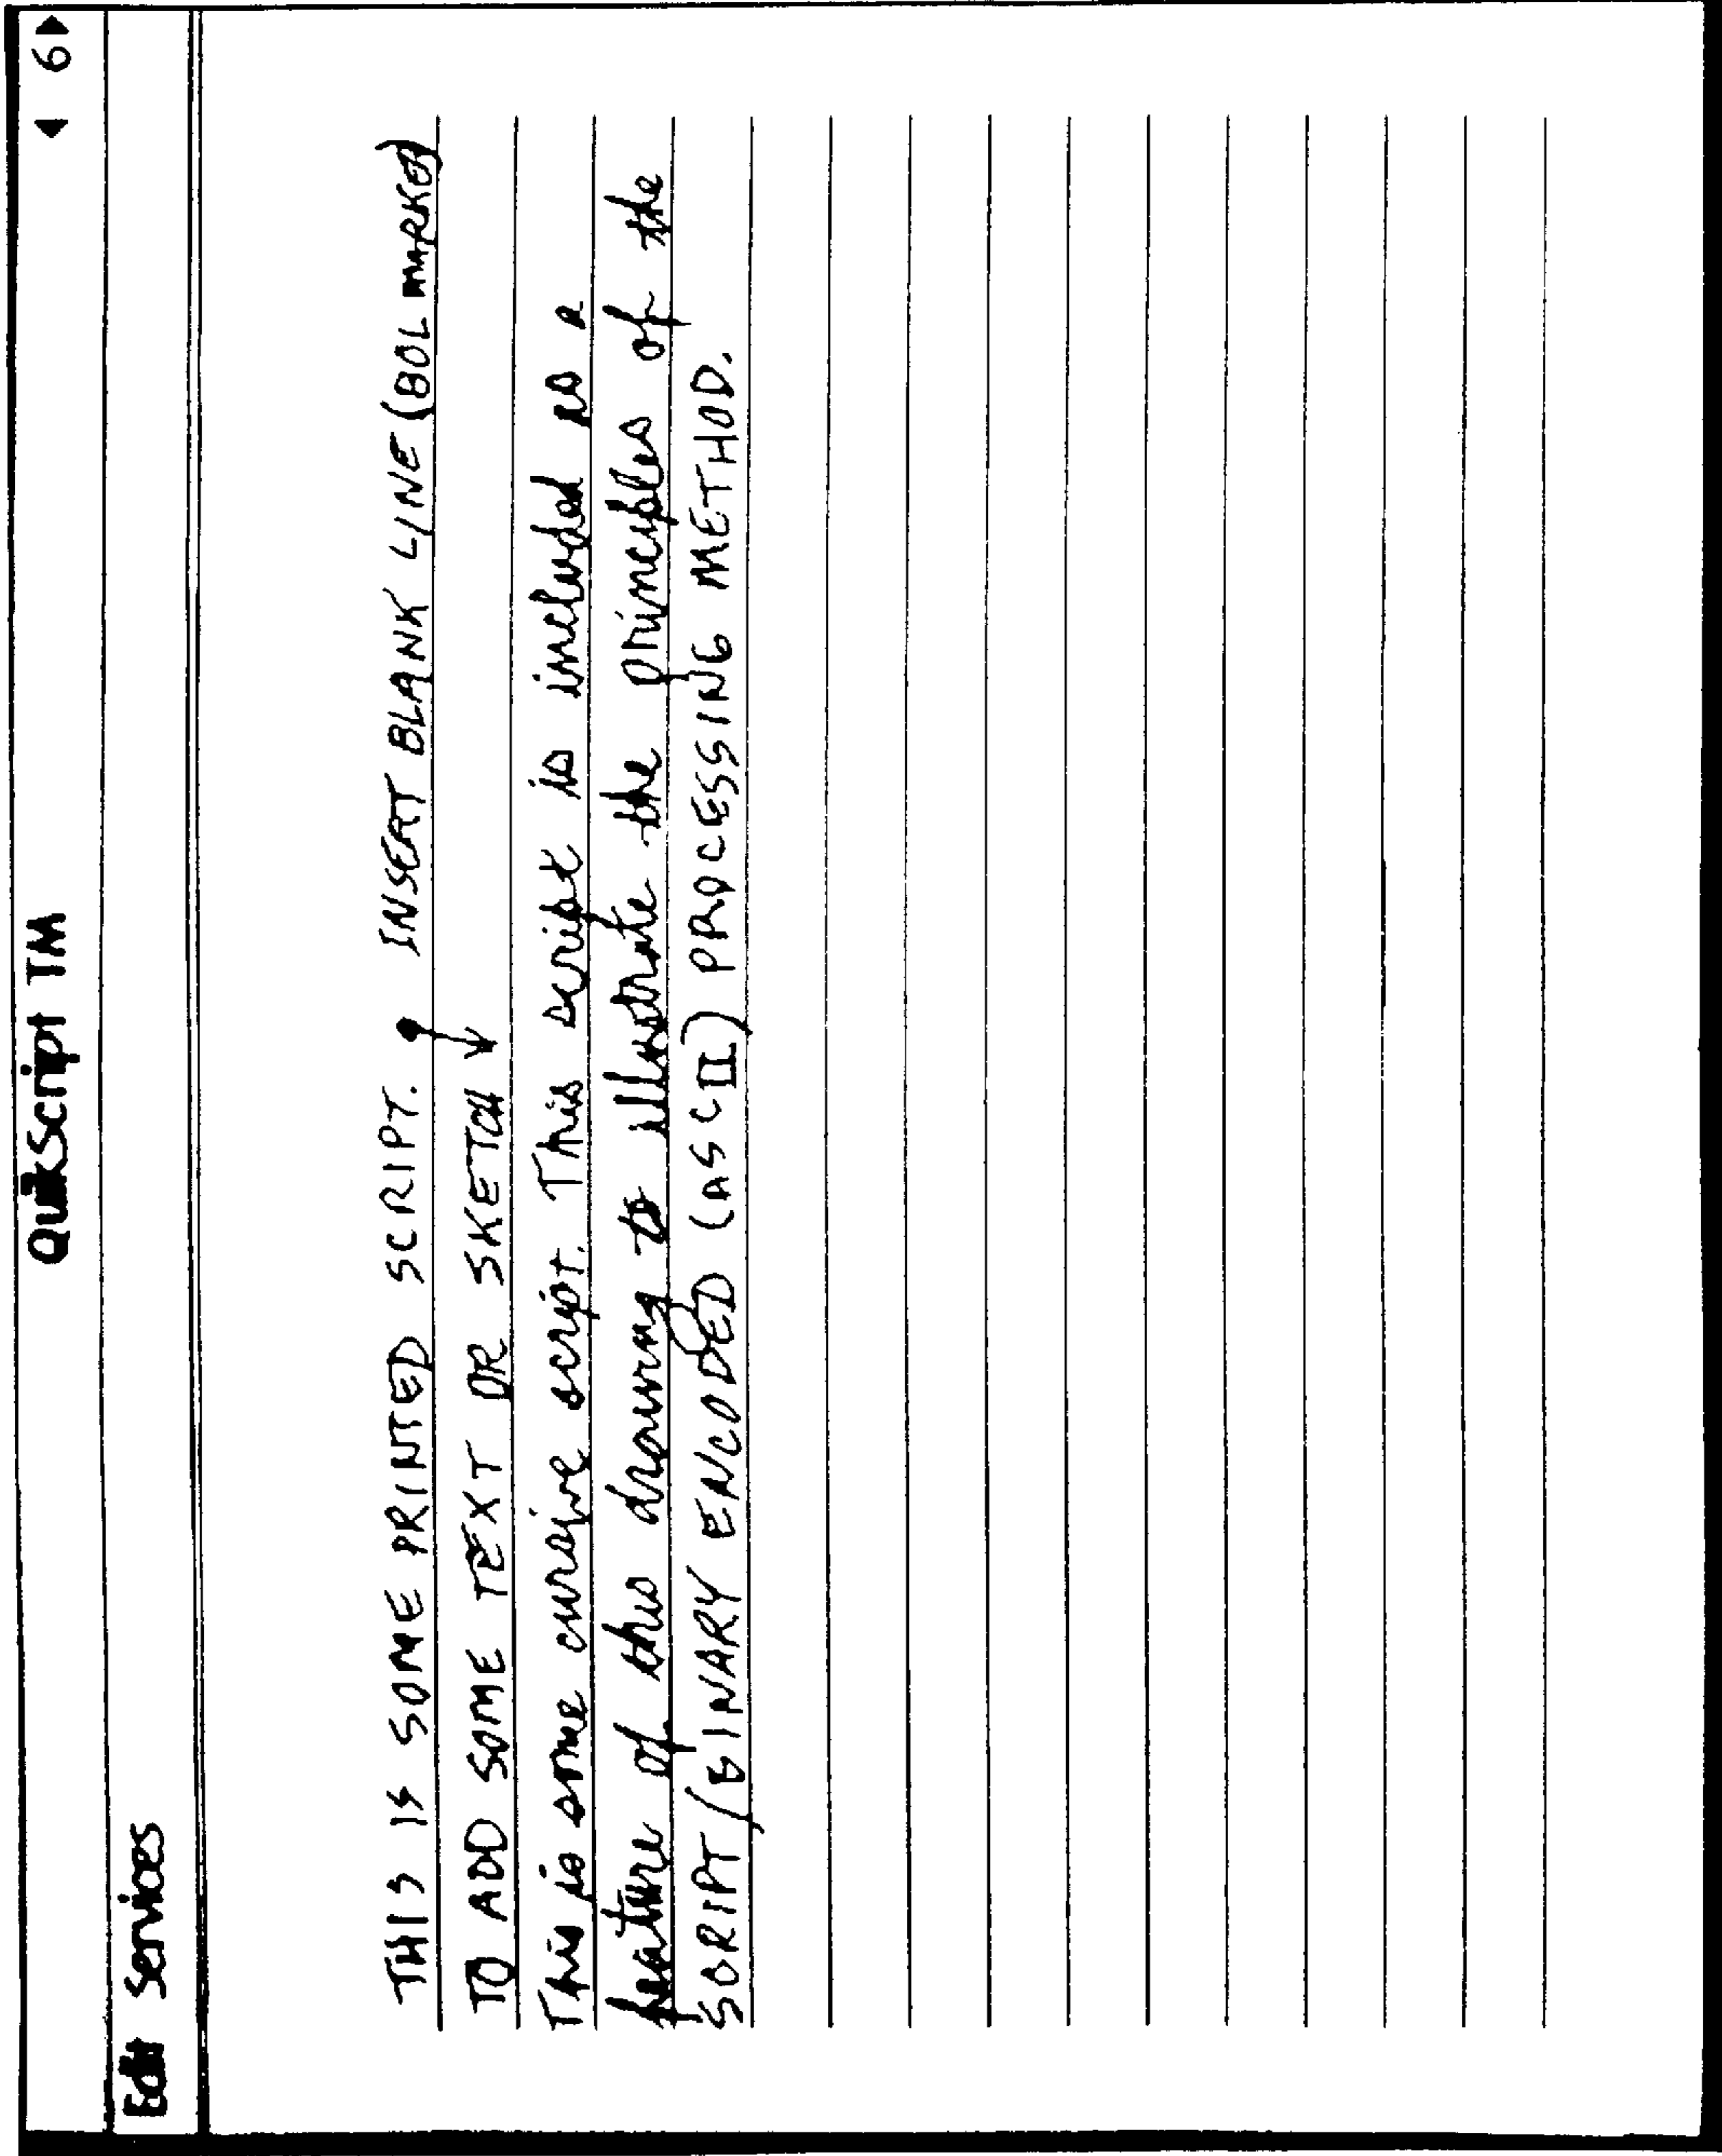 QuikScript TM ◀ 6 ▶
Edit Services
THIS IS SOME PRINTED SCRIPT. INSERT BLANK LINE (BOL MARKER)
TO ADD SOME TEXT OR SKETCH
This is some cursive script. This script is included as a
feature of this drawing to illustrate the principles of the
SCRIPT/BINARY ENCODED (ASCII) PROCESSING METHOD.